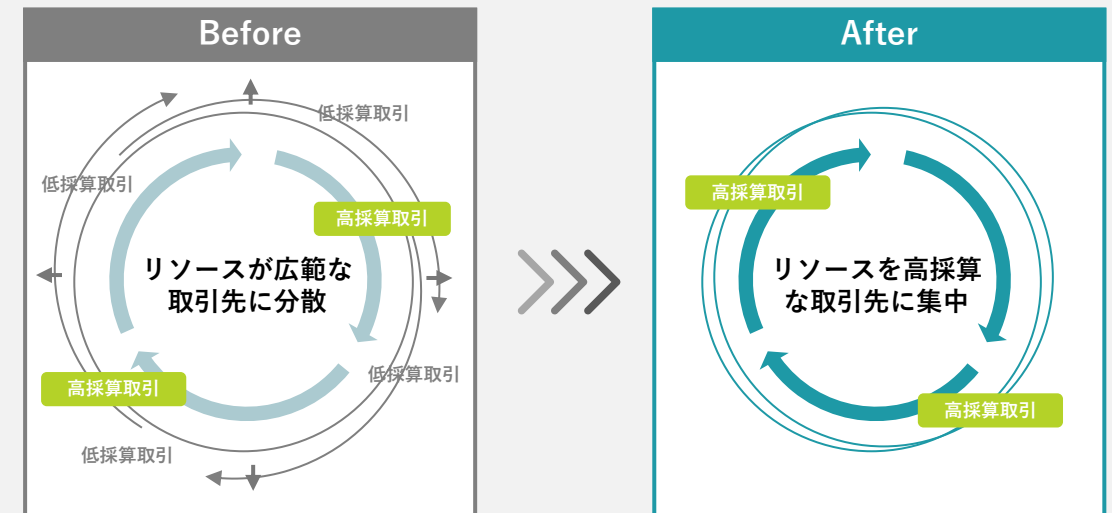 Before
低採算取引
低採算取引
高採算取引
リソースが広範な
取引先に分散
低採算取引
高採算取引
低採算取引
After
高採算取引
リソースを高採算
な取引先に集中
高採算取引